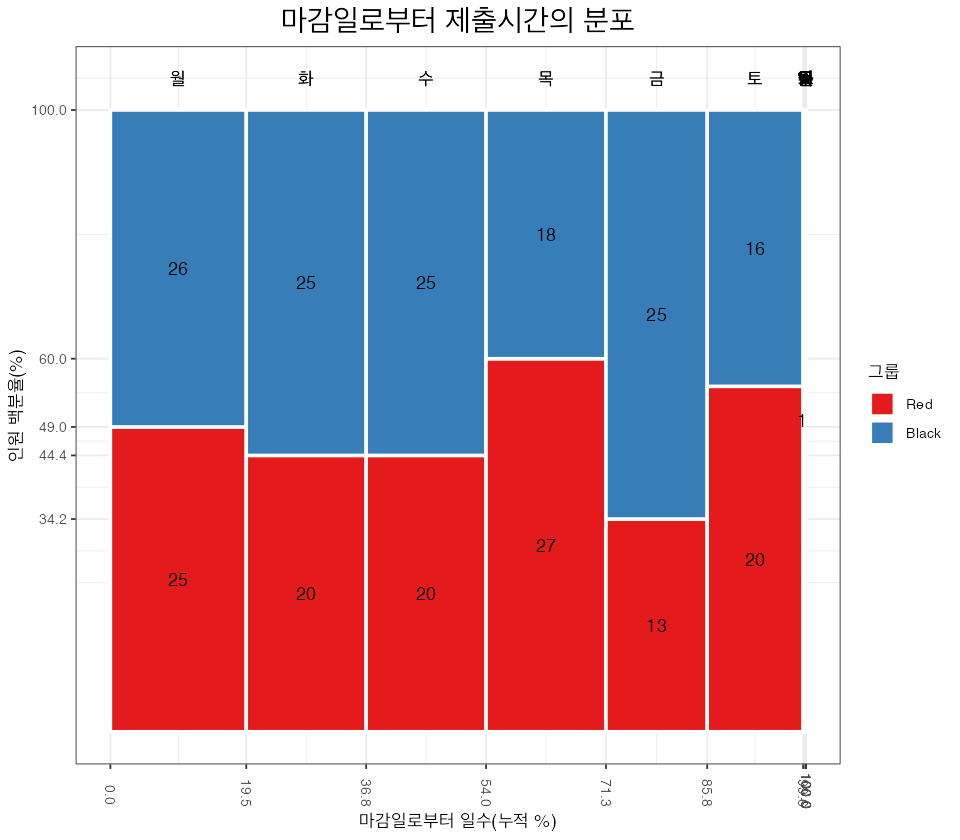 마감일로부터 제출시간의 분포
월 화 수 목 금 토
100.0
60.0
49.0
44.4
34.2
인원 백분율(%)
26 25 25 18 25 16
25 20 20 27 13 20 1
0.0 19.5 36.8 54.0 71.3 85.8 100.0
마감일로부터 일수(누적 %)
그룹
Red
Black